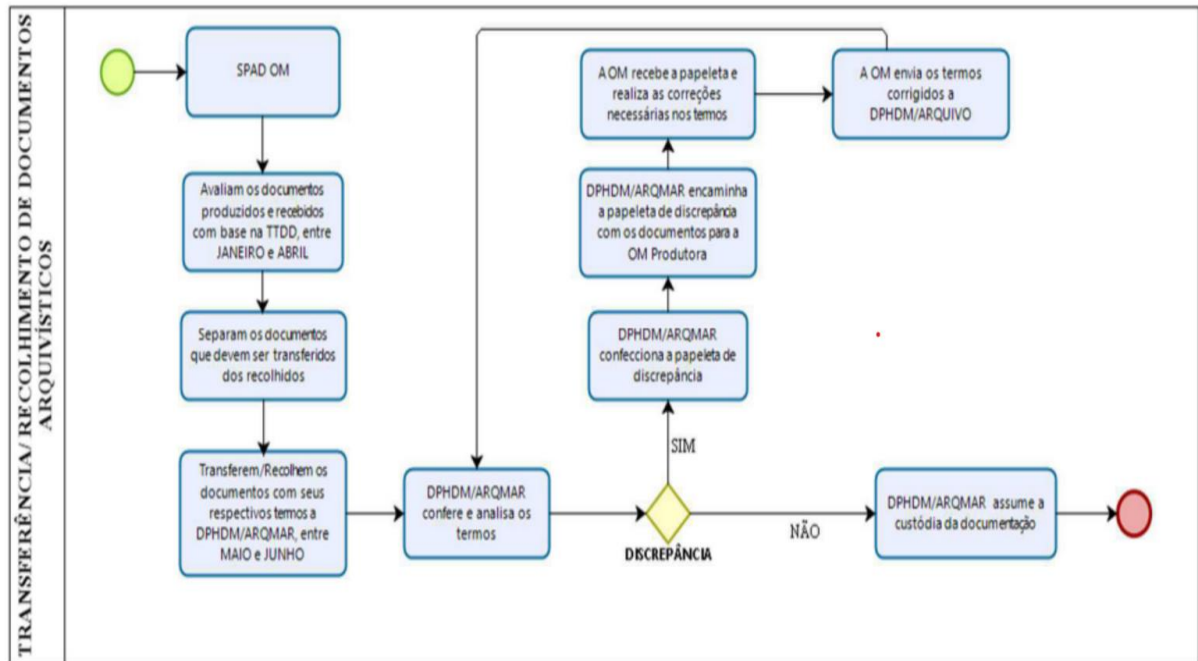 TRANSFERÊNCIA/ RECOLHIMENTO DE DOCUMENTOS
ARQUIVÍSTICOS
SPAD OM
Avaliam os documentos
produzidos e recebidos
com base na TTDD, entre
JANEIRO e ABRIL
Separam os documentos
que devem ser transferidos
dos recolhidos
Transferem/Recolhem os
documentos com seus
respectivos termos a
DPHDM/ARQMAR, entre
MAIO e JUNHO
DPHDM/ARQMAR
confere e analisa os
termos
DISCREPÂNCIA
SIM
DPHDM/ARQMAR
confecciona a papeleta de
discrepância
DPHDM/ARQMAR encaminha
a papeleta de discrepância
com os documentos para a
OM Produtora
A OM recebe a papeleta e
realiza as correções
necessárias nos termos
A OM envia os termos
corrigidos a
DPHDM/ARQUIVO
NÃO
DPHDM/ARQMAR assume a
custódia da documentação